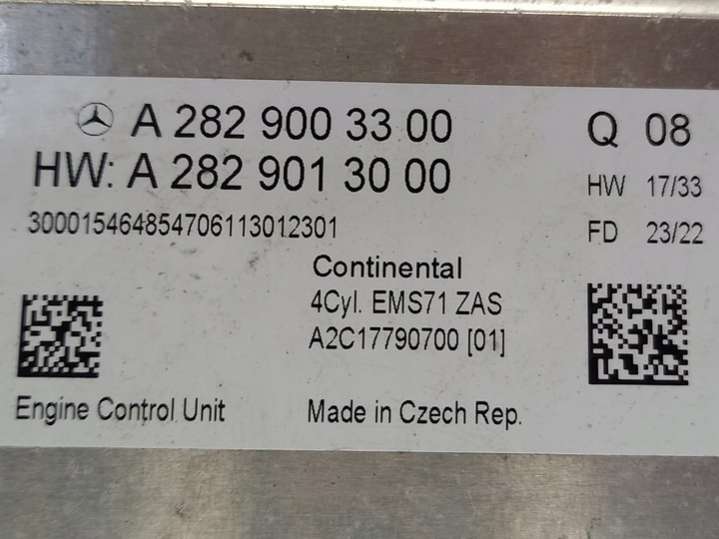 A 282 900 33 00
Q 08
HW: A 282 901 30 00
HW 17/33
300015464854706113012301
FD 23/22
Continental
4Cyl. EMS71 ZAS
A2C17790700 [01]
Engine Control Unit
Made in Czech Rep.